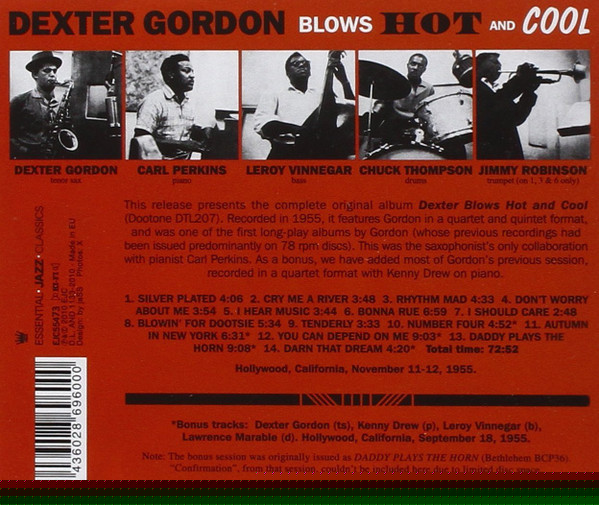 DEXTER GORDON BLOWS HOT AND COOL
DEXTER GORDON
tenor sax
CARL PERKINS
piano
LEROY VINNEGAR
bass
CHUCK THOMPSON
drums
JIMMY ROBINSON
trumpet (on 1, 3 & 6 only)
This release presents the complete original album Dexter Blows Hot and Cool
(Dootone DTL207). Recorded in 1955, it features Gordon in a quartet and quintet format,
and was one of the first long-play albums by Gordon (whose previous recordings had
been issued predominantly on 78 rpm discs). This was the saxophonist's only collaboration
with pianist Carl Perkins. As a bonus, we have added most of Gordon's previous session,
recorded in a quartet format with Kenny Drew on piano.
1. SILVER PLATED 4:06 2. CRY ME A RIVER 3:48 3. RHYTHM MAD 4:33 4. DON'T WORRY
ABOUT ME 3:54 5. I HEAR MUSIC 3:44 6. BONNA RUE 6:59 7. I SHOULD CARE 2:48
8. BLOWIN' FOR DOOTSIE 5:34 9. TENDERLY 3:33 10. NUMBER FOUR 4:52* 11. AUTUMN
IN NEW YORK 6:31* 12. YOU CAN DEPEND ON ME 9:03* 13. DADDY PLAYS THE
HORN 9:08* 14. DARN THAT DREAM 4:20* Total time: 72:52
Hollywood, California, November 11-12, 1955.
*Bonus tracks: Dexter Gordon (ts), Kenny Drew (p), Leroy Vinnegar (b),
Lawrence Marable (d). Hollywood, California, September 18, 1955.
Note: The bonus session was originally issued as DADDY PLAYS THE HORN (Bethlehem BCP36).
"Confirmation", from that session, couldn't be included here due to limited disc space.
ESSENTIAL·JAZZ·CLASSICS
EJC55473
2010 EJC
Made in EU
8 436028 696000